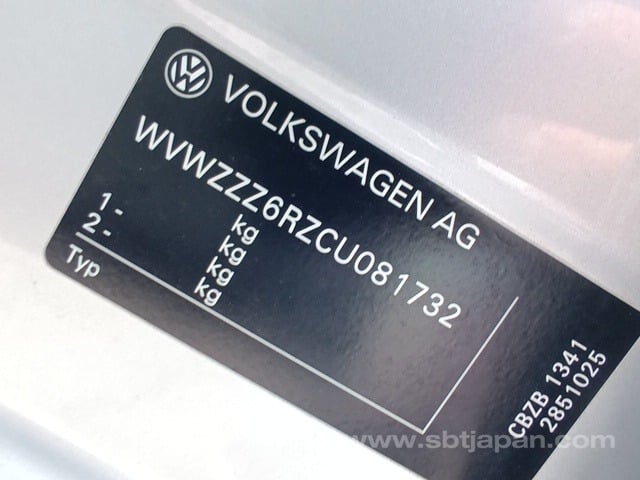 VOLKSWAGEN AG
WVWZZZ6RZCU081732
kg
kg
1- kg
2- kg
Typ
CBZB 1341
2851025
www.sbtjapan.com